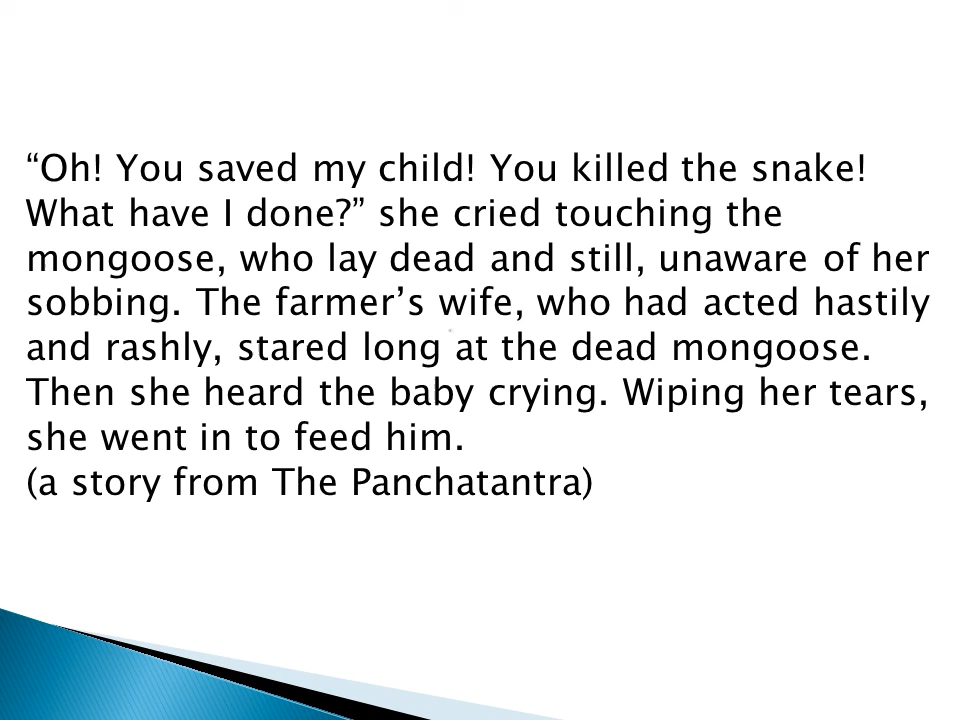 “Oh! You saved my child! You killed the snake!
What have I done?” she cried touching the
mongoose, who lay dead and still, unaware of her
sobbing. The farmer’s wife, who had acted hastily
and rashly, stared long at the dead mongoose.
Then she heard the baby crying. Wiping her tears,
she went in to feed him.
(a story from The Panchatantra)